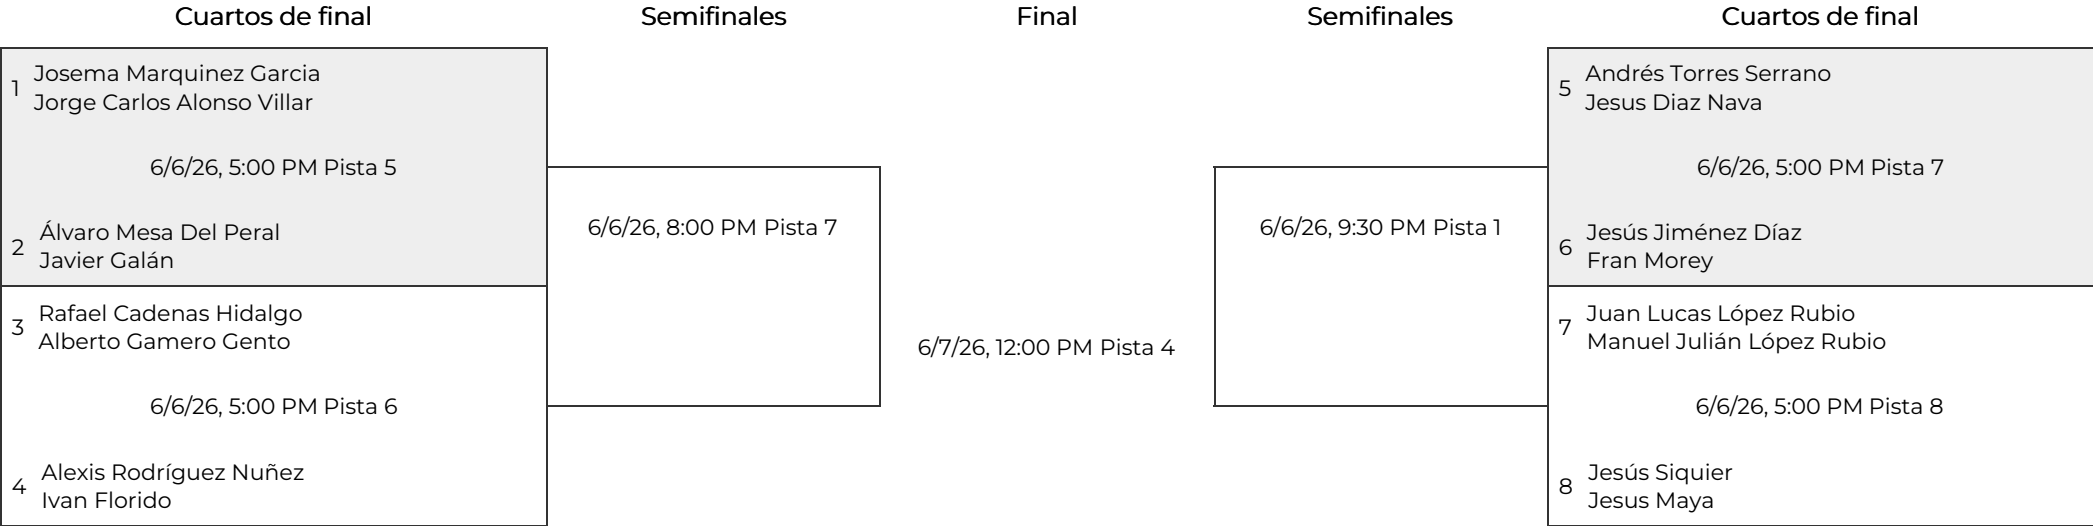 Cuartos de final
Semifinales
Final
Semifinales
Cuartos de final
1
Josema Marquinez Garcia
Jorge Carlos Alonso Villar
6/6/26, 5:00 PM Pista 5
2
Álvaro Mesa Del Peral
Javier Galán
3
Rafael Cadenas Hidalgo
Alberto Gamero Gento
6/6/26, 5:00 PM Pista 6
4
Alexis Rodríguez Nuñez
Ivan Florido
6/6/26, 8:00 PM Pista 7
6/7/26, 12:00 PM Pista 4
6/6/26, 9:30 PM Pista 1
5
Andrés Torres Serrano
Jesus Diaz Nava
6/6/26, 5:00 PM Pista 7
6
Jesús Jiménez Díaz
Fran Morey
7
Juan Lucas López Rubio
Manuel Julián López Rubio
6/6/26, 5:00 PM Pista 8
8
Jesús Siquier
Jesus Maya